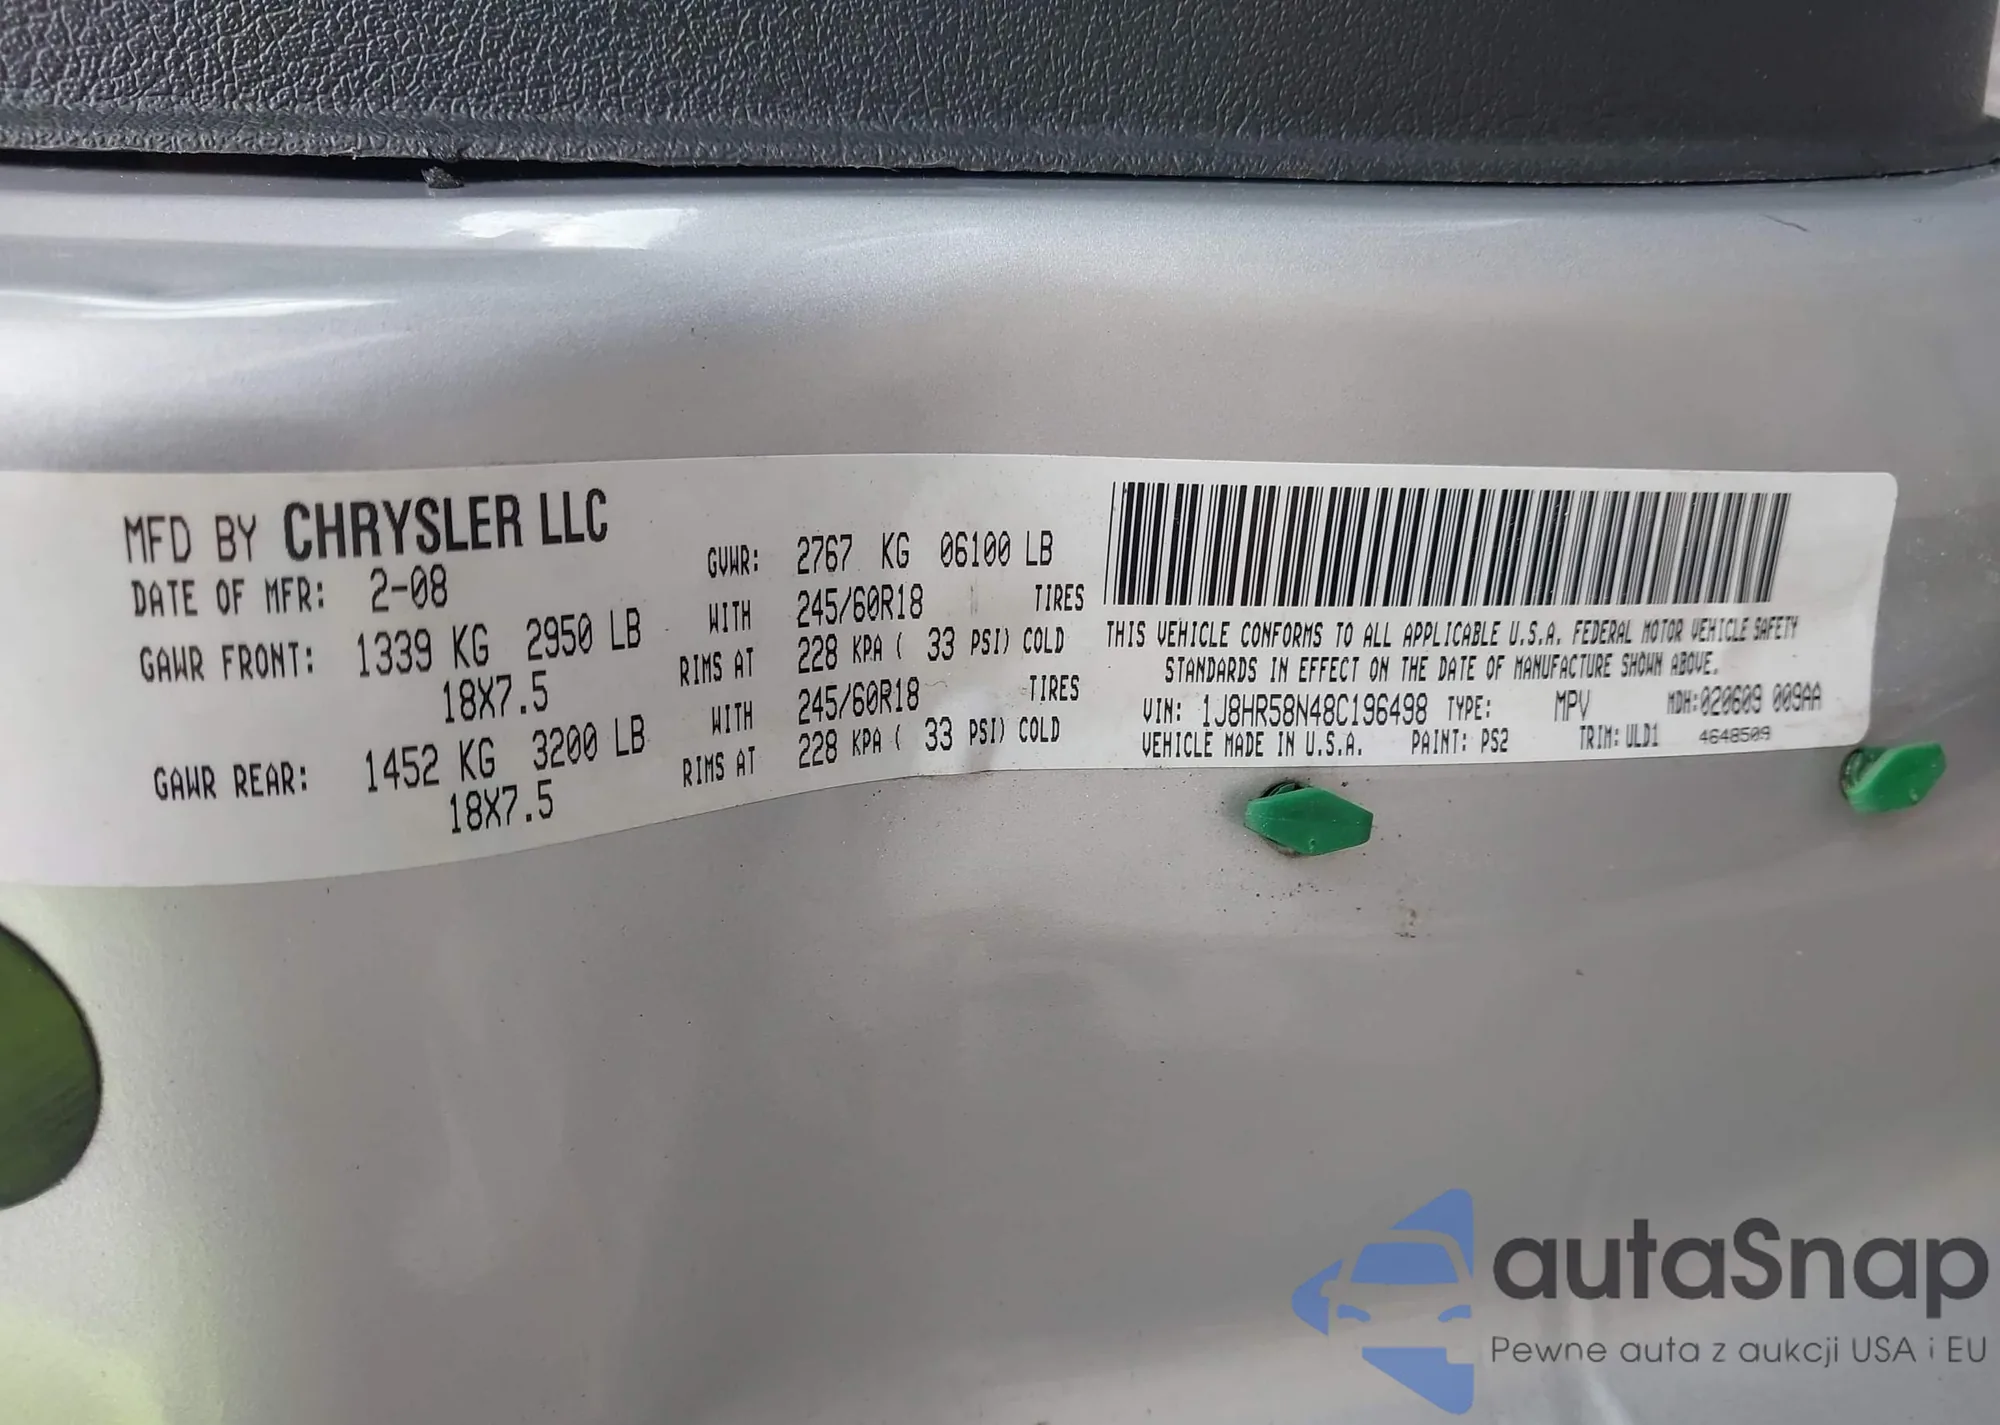 MFD BY CHRYSLER LLC
DATE OF MFR: 2-08
GAWR FRONT: 1339 KG 2950 LB
18X7.5
GAWR REAR: 1452 KG 3200 LB
18X7.5
GVWR: 2767 KG 06100 LB
WITH 245/60R18 TIRES
RIMS AT 228 KPA ( 33 PSI) COLD
WITH 245/60R18 TIRES
RIMS AT 228 KPA ( 33 PSI) COLD
THIS VEHICLE CONFORMS TO ALL APPLICABLE U.S.A. FEDERAL MOTOR VEHICLE SAFETY
STANDARDS IN EFFECT ON THE DATE OF MANUFACTURE SHOWN ABOVE.
VIN: 1J8HR58N48C196498 TYPE: MPV MDH:020609 009AA
VEHICLE MADE IN U.S.A. PAINT: PS2 TRIM: ULD1 4648509
autaSnap
Pewne auta z aukcji USA i EU